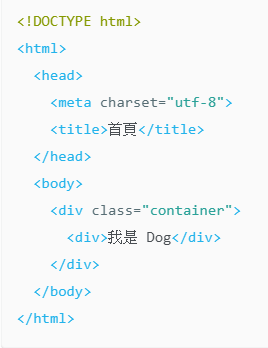 <!DOCTYPE html>
<html>
<head>
<meta charset="utf-8">
<title>首頁</title>
</head>
<body>
<div class="container">
<div>我是 Dog</div>
</div>
</body>
</html>